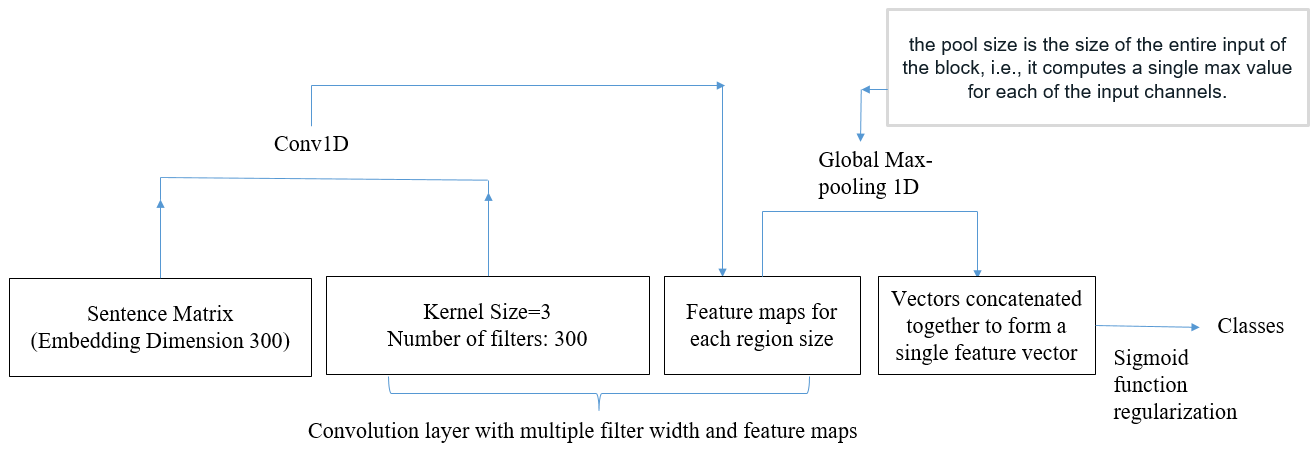 the pool size is the size of the entire input of
the block, i.e., it computes a single max value
for each of the input channels.
Conv1D
Global Max-
pooling 1D
Sentence Matrix
(Embedding Dimension 300)
Kernel Size=3
Number of filters: 300
Feature maps for
each region size
Vectors concatenated
together to form a
single feature vector
Classes
Sigmoid
function
regularization
Convolution layer with multiple filter width and feature maps